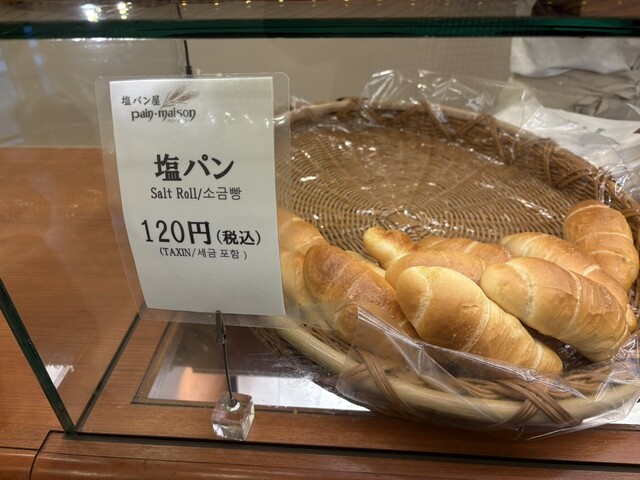 塩パン屋
pain·maison
塩パン
Salt Roll/소금빵
120円(税込)
(TAXIN/세금 포함)